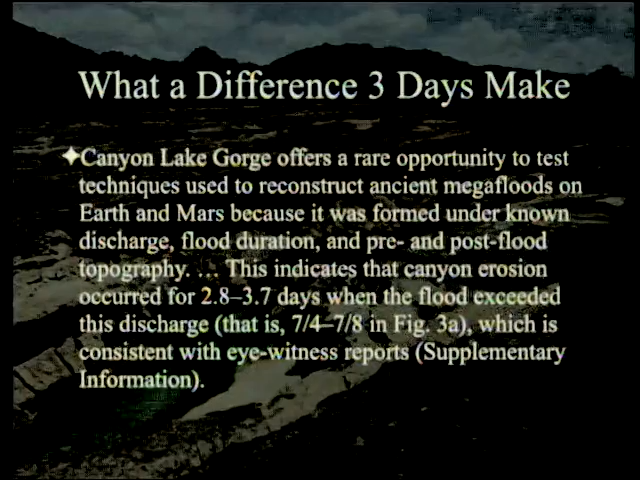 What a Difference 3 Days Make
✦Canyon Lake Gorge offers a rare opportunity to test
techniques used to reconstruct ancient megafloods on
Earth and Mars because it was formed under known
discharge, flood duration, and pre- and post-flood
topography. … This indicates that canyon erosion
occurred for 2.8–3.7 days when the flood exceeded
this discharge (that is, 7/4–7/8 in Fig. 3a), which is
consistent with eye-witness reports (Supplementary
Information).